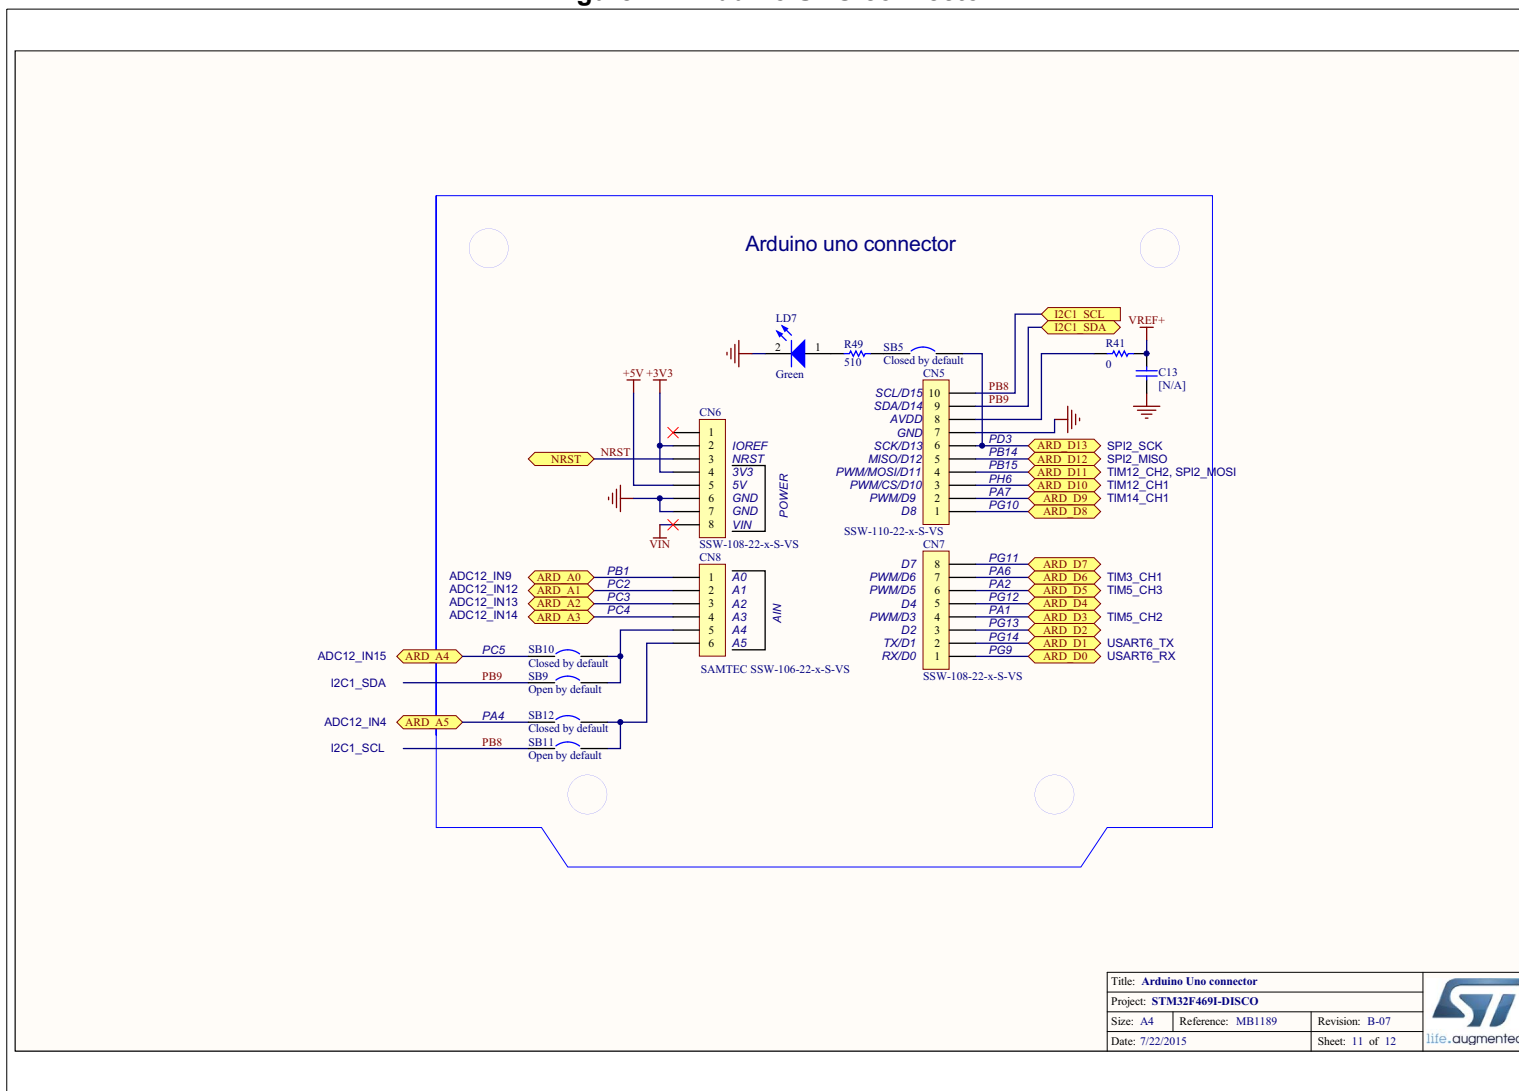 Arduino uno connector
LD7
2
1
Green
R49
510
SB5
Closed by default
I2C1_SCL
I2C1_SDA
VREF+
R41
0
C13
[N/A]
CN5
SCL/D15 10 PB8
SDA/D14 9 PB9
AVDD 8
GND 7
SCK/D13 6 PD3 ARD_D13 SPI2_SCK
MISO/D12 5 PB14 ARD_D12 SPI2_MISO
PWM/MOSI/D11 4 PB15 ARD_D11 TIM12_CH2, SPI2_MOSI
PWM/CS/D10 3 PH6 ARD_D10 TIM12_CH1
PWM/D9 2 PA7 ARD_D9 TIM14_CH1
D8 1 PG10 ARD_D8
SSW-110-22-x-S-VS
+5V +3V3
CN6
1
2 IOREF
NRST NRST 3 NRST
4 3V3
5 5V
6 GND
7 GND
8 VIN
POWER
VIN
SSW-108-22-x-S-VS
CN8
ADC12_IN9 ARD_A0 PB1 1 A0
ADC12_IN12 ARD_A1 PC2 2 A1
ADC12_IN13 ARD_A2 PC3 3 A2
ADC12_IN14 ARD_A3 PC4 4 A3
5 A4
6 A5
AIN
SAMTEC SSW-106-22-x-S-VS
ADC12_IN15 ARD_A4 PC5 SB10
Closed by default
I2C1_SDA PB9 SB9
Open by default
ADC12_IN4 ARD_A5 PA4 SB12
Closed by default
I2C1_SCL PB8 SB11
Open by default
CN7
D7 8 PG11 ARD_D7
PWM/D6 7 PA6 ARD_D6 TIM3_CH1
PWM/D5 6 PA2 ARD_D5 TIM5_CH3
D4 5 PG12 ARD_D4
PWM/D3 4 PA1 ARD_D3 TIM5_CH2
D2 3 PG13 ARD_D2
TX/D1 2 PG14 ARD_D1 USART6_TX
RX/D0 1 PG9 ARD_D0 USART6_RX
SSW-108-22-x-S-VS
Title: Arduino Uno connector
Project: STM32F469I-DISCO
Size: A4 Reference: MB1189 Revision: B-07
Date: 7/22/2015 Sheet: 11 of 12
life.augmented